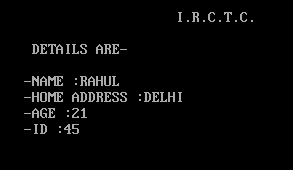 I.R.C.T.C.
DETAILS ARE-
-NAME :RAHUL
-HOME ADDRESS :DELHI
-AGE :21
-ID :45